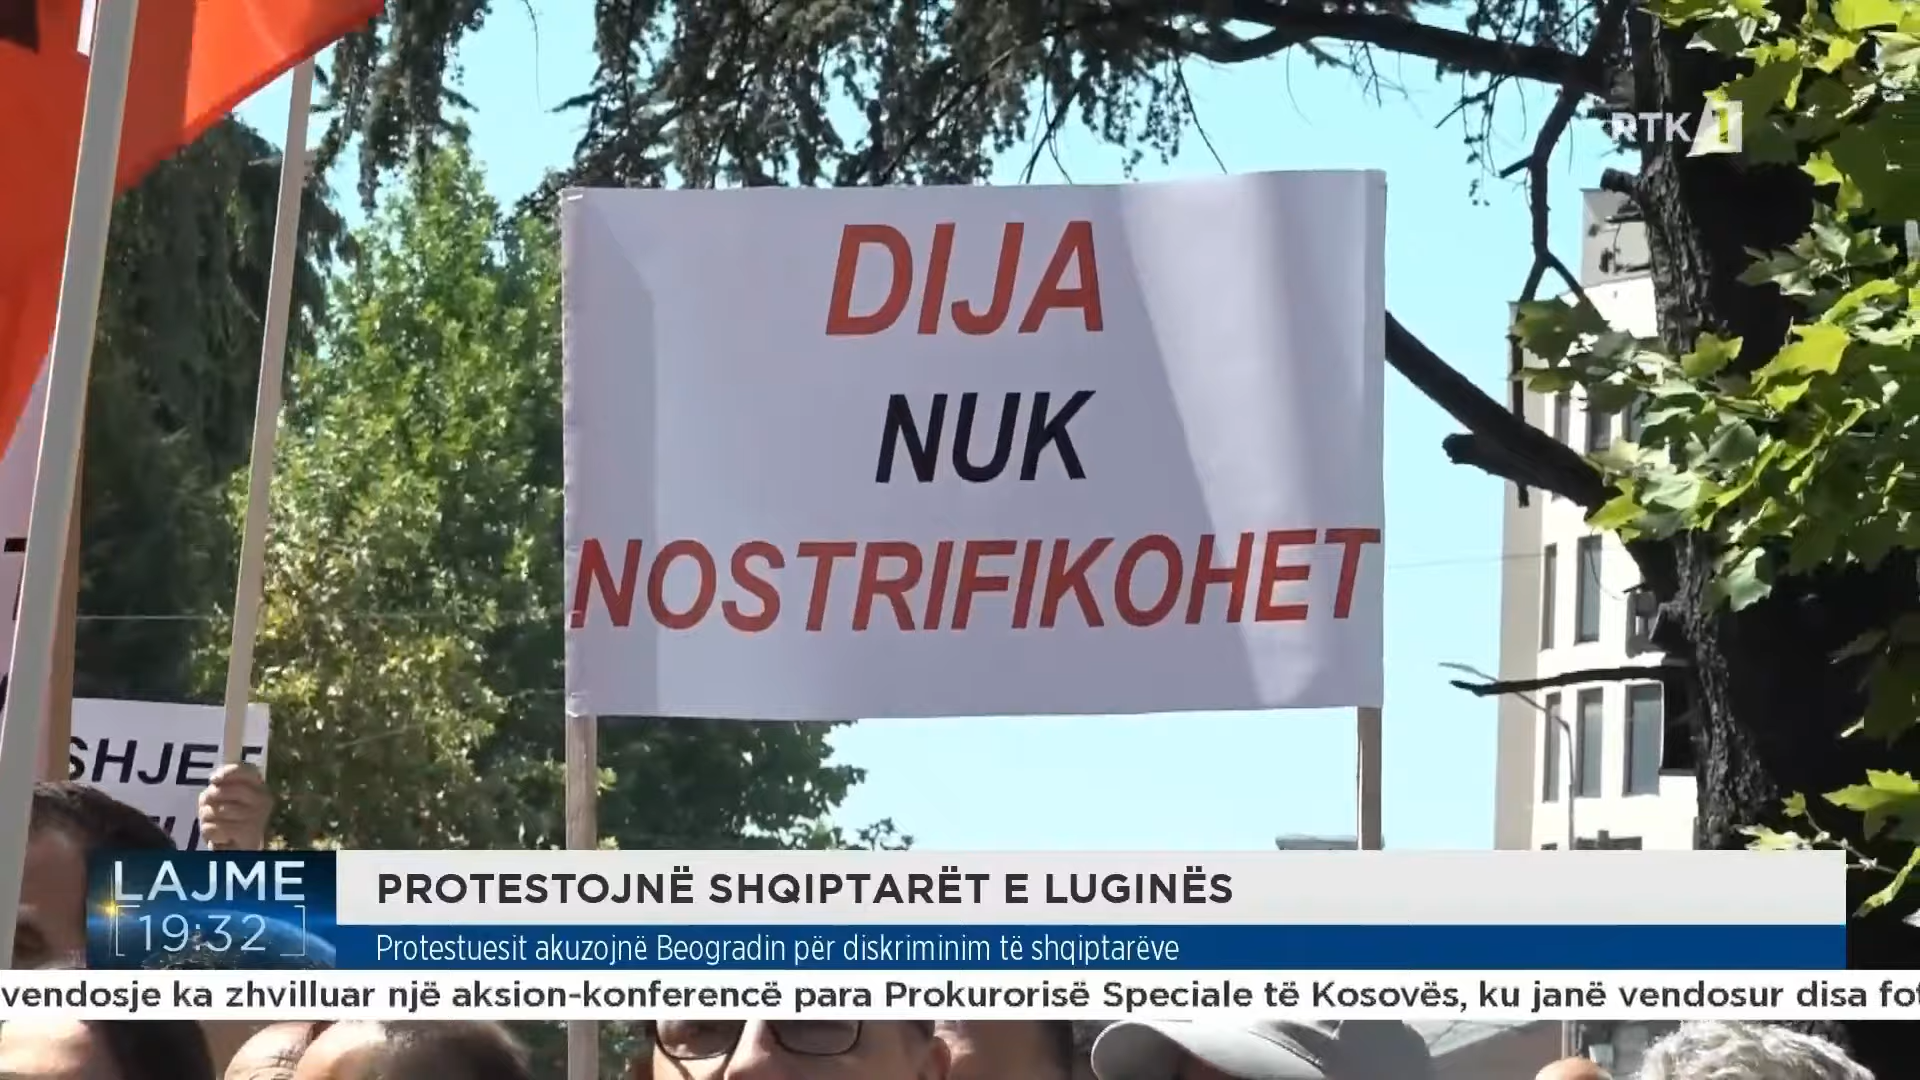 RTK 1
DIJA
NUK
NOSTRIFIKOHET
LAJME
19:32
PROTESTOJNË SHQIPTARËT E LUGINËS
Protestuesit akuzojnë Beogradin për diskriminim të shqiptarëve
vendosje ka zhvilluar një aksion-konferencë para Prokurorisë Speciale të Kosovës, ku janë vendosur disa